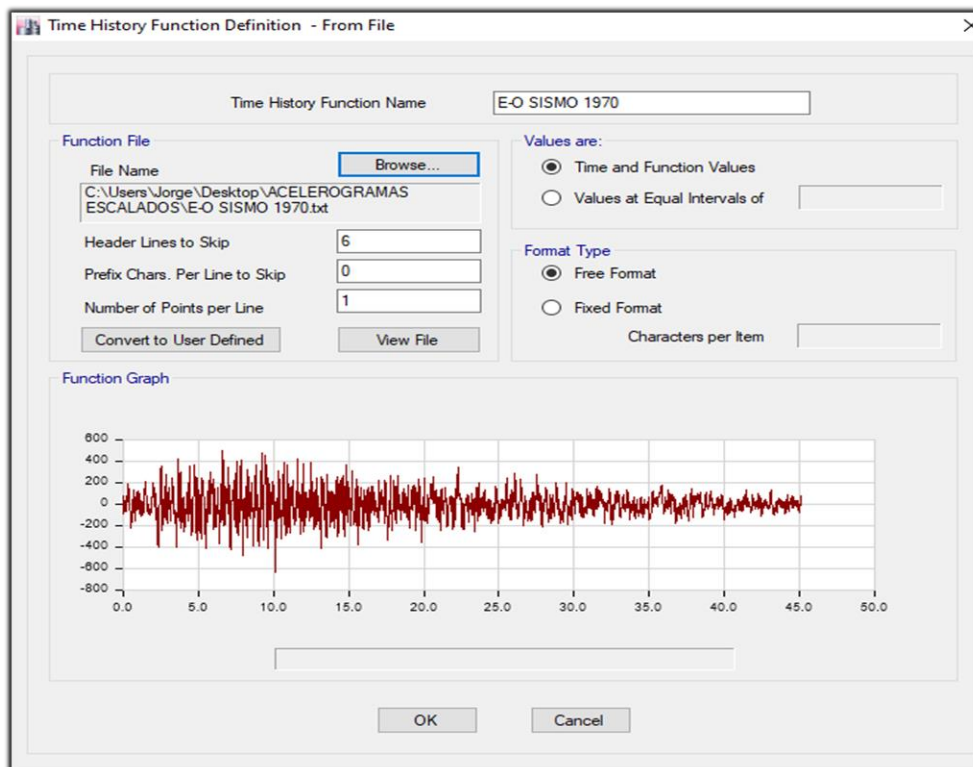 Time History Function Definition - From File
Time History Function Name
E-O SISMO 1970
Function File
File Name
Browse...
C:\Users\Jorge\Desktop\ACELEROGRAMAS
ESCALADOS\E-O SISMO 1970.txt
Header Lines to Skip
6
Prefix Chars. Per Line to Skip
0
Number of Points per Line
1
Convert to User Defined
View File
Values are:
Time and Function Values
Values at Equal Intervals of
Format Type
Free Format
Fixed Format
Characters per Item
Function Graph
600
400
200
0
-200
-400
-600
-800
0.0 5.0 10.0 15.0 20.0 25.0 30.0 35.0 40.0 45.0 50.0
OK
Cancel